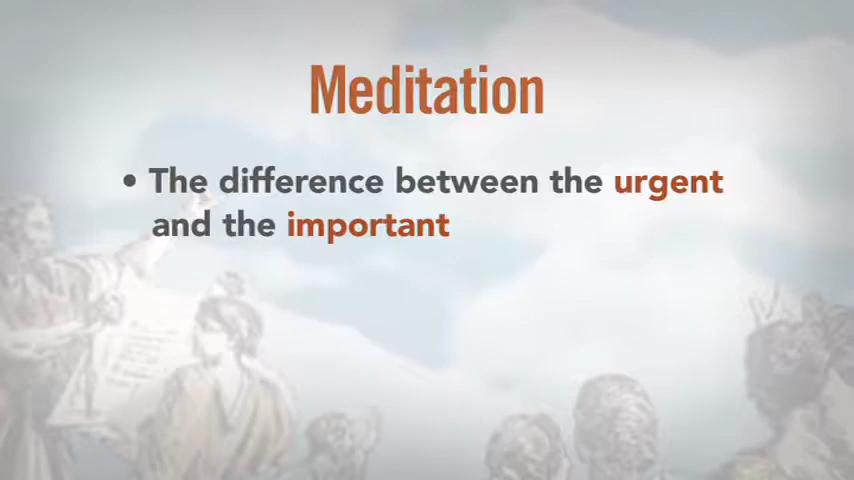 Meditation
• The difference between the urgent
and the important